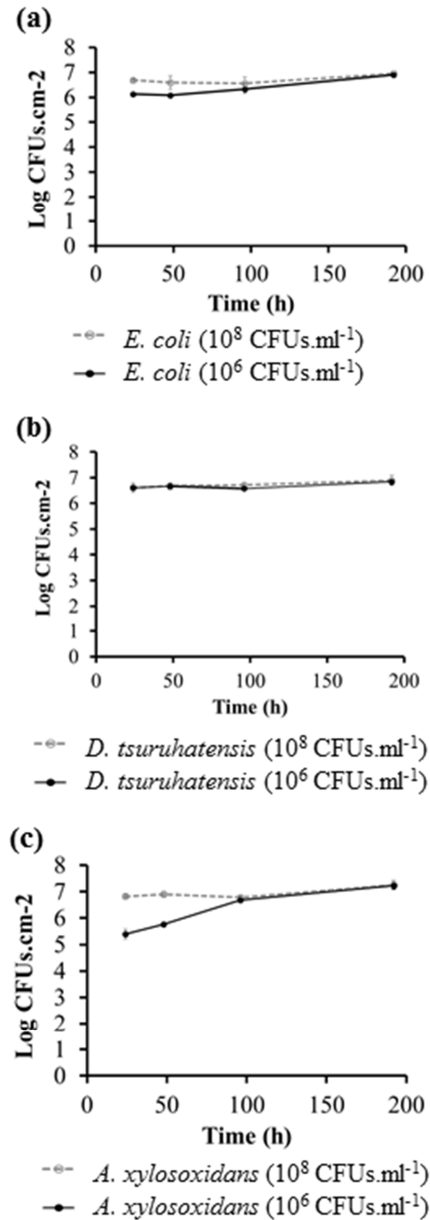 (a)
Log CFUs.cm-2
8
7
6
5
4
3
2
1
0
0 50 100 150 200
Time (h)
E. coli (10⁸ CFUs.ml⁻¹)
E. coli (10⁶ CFUs.ml⁻¹)
(b)
Log CFUs.cm-2
8
7
6
5
4
3
2
1
0
0 50 100 150 200
Time (h)
D. tsuruhatensis (10⁸ CFUs.ml⁻¹)
D. tsuruhatensis (10⁶ CFUs.ml⁻¹)
(c)
Log CFUs.cm-2
8
7
6
5
4
3
2
1
0
0 50 100 150 200
Time (h)
A. xylosoxidans (10⁸ CFUs.ml⁻¹)
A. xylosoxidans (10⁶ CFUs.ml⁻¹)